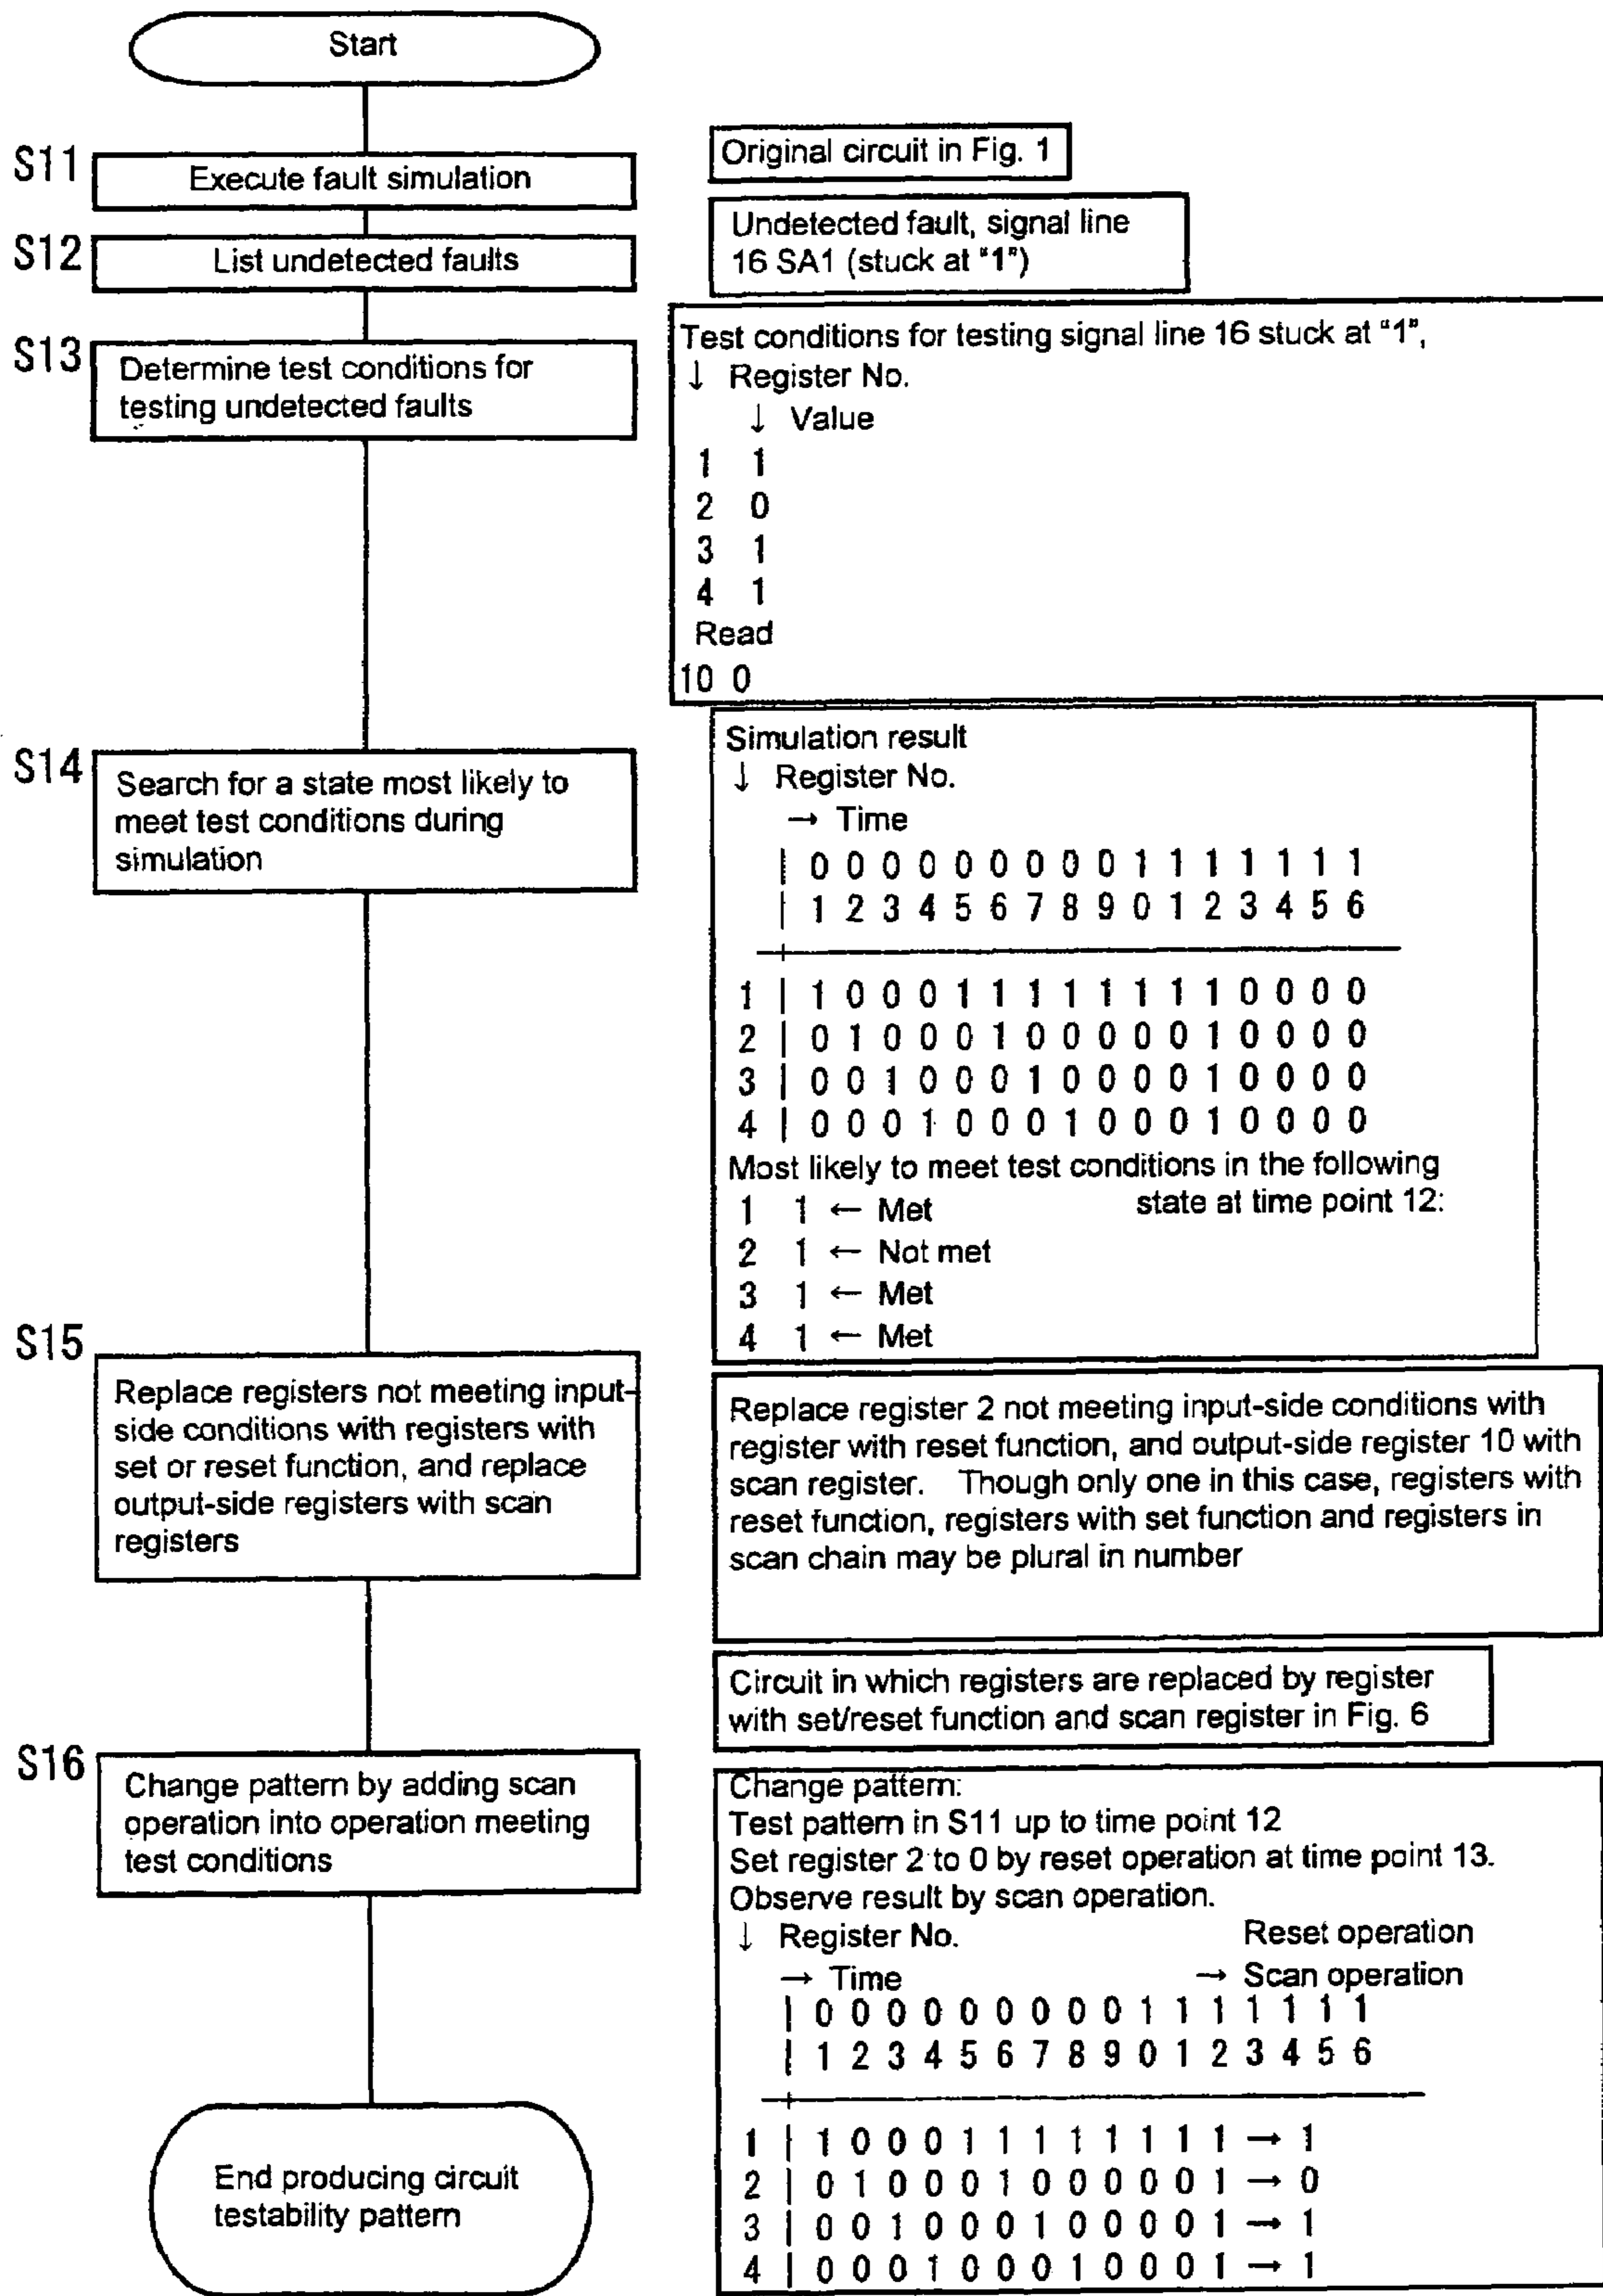 Start
S11
Execute fault simulation
Original circuit in Fig. 1
S12
List undetected faults
Undetected fault, signal line
16 SA1 (stuck at "1")
S13
Determine test conditions for
testing undetected faults
Test conditions for testing signal line 16 stuck at "1",
↓ Register No.
↓ Value
1 1
2 0
3 1
4 1
Read
10 0
S14
Search for a state most likely to
meet test conditions during
simulation
Simulation result
↓ Register No.
→ Time
| 0 0 0 0 0 0 0 0 0 1 1 1 1 1 1 1
| 1 2 3 4 5 6 7 8 9 0 1 2 3 4 5 6
1 | 1 0 0 0 1 1 1 1 1 1 1 1 0 0 0 0
2 | 0 1 0 0 0 1 0 0 0 0 0 1 0 0 0 0
3 | 0 0 1 0 0 0 1 0 0 0 0 1 0 0 0 0
4 | 0 0 0 1 0 0 0 1 0 0 0 1 0 0 0 0
Most likely to meet test conditions in the following
state at time point 12:
1 1 ← Met
2 1 ← Not met
3 1 ← Met
4 1 ← Met
S15
Replace registers not meeting input-
side conditions with registers with
set or reset function, and replace
output-side registers with scan
registers
Replace register 2 not meeting input-side conditions with
register with reset function, and output-side register 10 with
scan register. Though only one in this case, registers with
reset function, registers with set function and registers in
scan chain may be plural in number
Circuit in which registers are replaced by register
with set/reset function and scan register in Fig. 6
S16
Change pattern by adding scan
operation into operation meeting
test conditions
Change pattern:
Test pattern in S11 up to time point 12
Set register 2 to 0 by reset operation at time point 13.
Observe result by scan operation.
↓ Register No. Reset operation
→ Time → Scan operation
| 0 0 0 0 0 0 0 0 0 1 1 1 1 1 1 1
| 1 2 3 4 5 6 7 8 9 0 1 2 3 4 5 6
1 | 1 0 0 0 1 1 1 1 1 1 1 1 → 1
2 | 0 1 0 0 0 1 0 0 0 0 0 1 → 0
3 | 0 0 1 0 0 0 1 0 0 0 0 1 → 1
4 | 0 0 0 1 0 0 0 1 0 0 0 1 → 1
End producing circuit
testability pattern